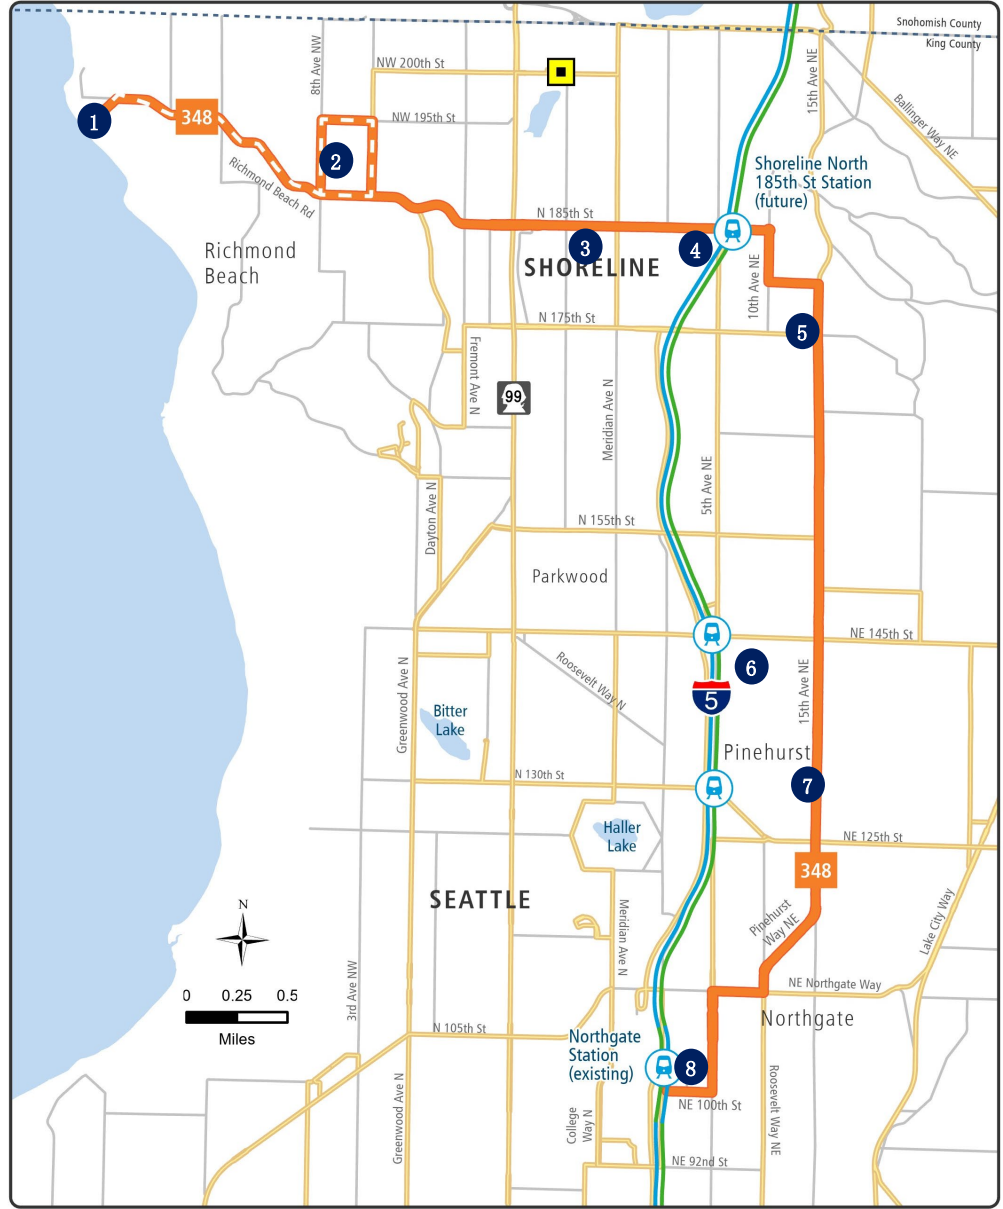 Snohomish County
King County
8th Ave NW
NW 200th St
15th Ave NE
Ballinger Way NE
1
348
NW 195th St
2
Richmond Beach Rd
Shoreline North
185th St Station
(future)
N 185th St
3
4
Richmond
Beach
SHORELINE
10th Ave NE
N 175th St
5
Fremont Ave N
99
Meridian Ave N
5th Ave NE
Dayton Ave N
N 155th St
Parkwood
NE 145th St
Greenwood Ave N
Roosevelt Way N
6
5
15th Ave NE
Bitter
Lake
Pinehurst
N 130th St
7
Haller
Lake
NE 125th St
348
SEATTLE
Meridian Ave N
Pinehurst
Way NE
Lake City Way
N
0 0.25 0.5
Miles
3rd Ave NW
NE Northgate Way
Northgate
N 105th St
Northgate
Station
(existing)
8
Greenwood Ave N
College
Way N
NE 100th St
Roosevelt Way NE
NE 92nd St